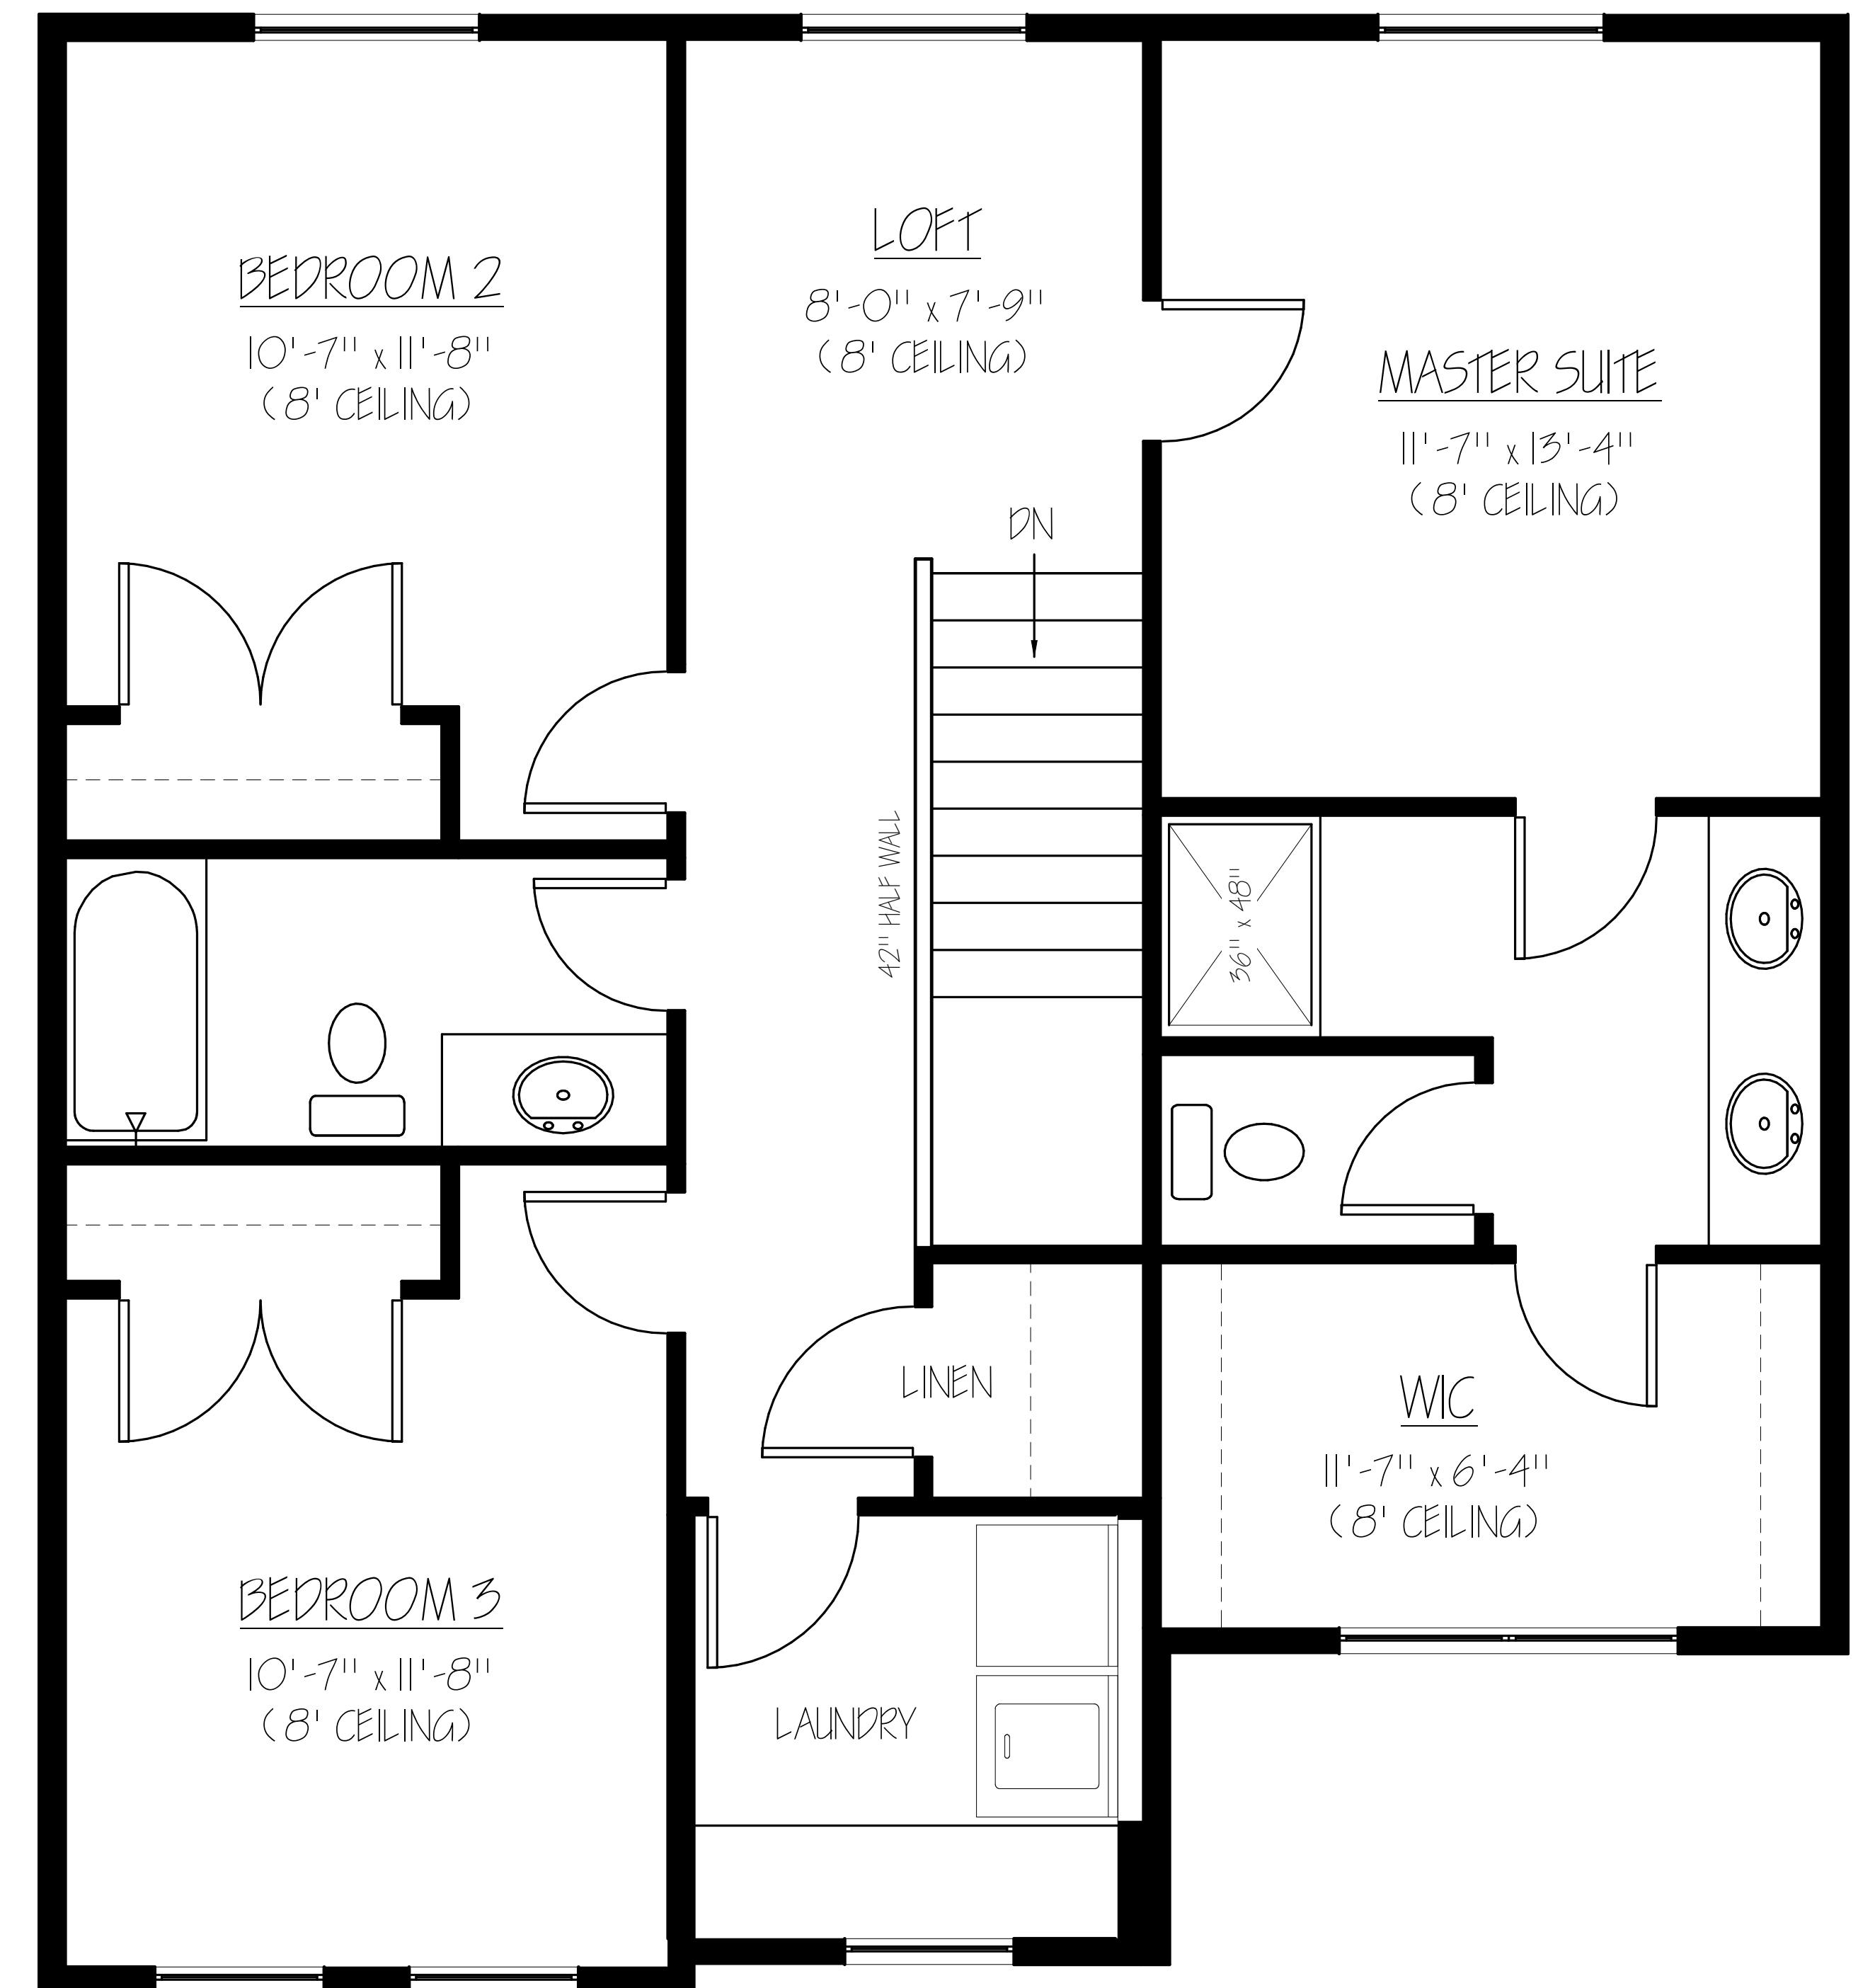 LOFT
8'-0" x 7'-9"
(8' CEILING)
BEDROOM 2
10'-7" x 11'-8"
(8' CEILING)
MASTER SUITE
11'-7" x 13'-4"
(8' CEILING)
DN
42" HALF WALL
36" x 48"
LINEN
WIC
11'-7" x 6'-4"
(8' CEILING)
BEDROOM 3
10'-7" x 11'-8"
(8' CEILING)
LAUNDRY